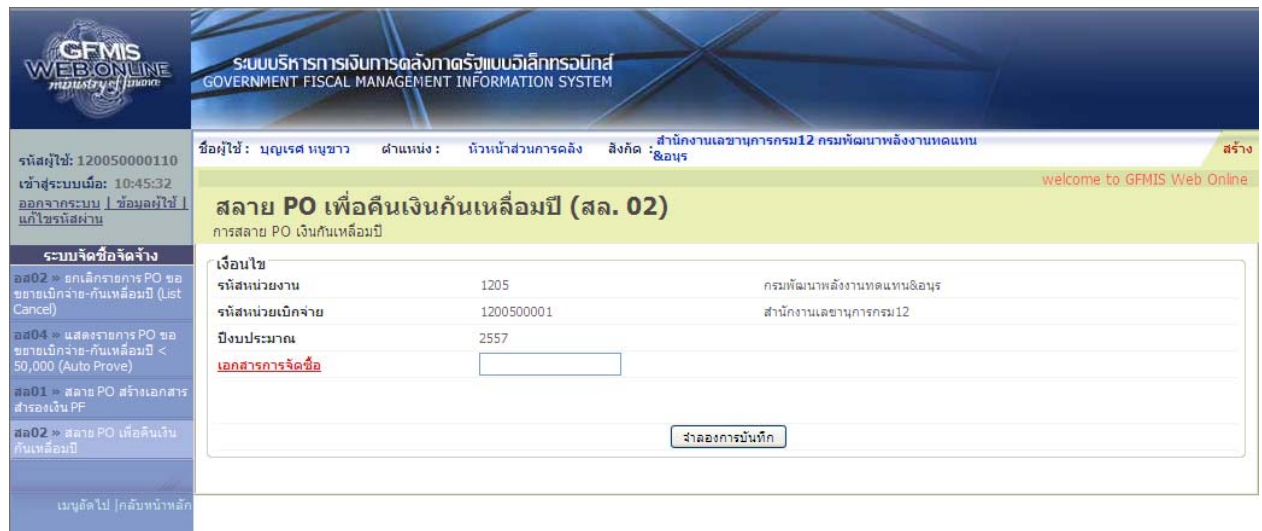 GFMIS
WEB ONLINE
ministry of finance
ระบบบริหารการเงินการคลังภาครัฐแบบอิเล็กทรอนิกส์
GOVERNMENT FISCAL MANAGEMENT INFORMATION SYSTEM
รหัสผู้ใช้: 120050000110
เข้าสู่ระบบเมื่อ: 10:45:32
ออกจากระบบ | ข้อมูลผู้ใช้ |
แก้ไขรหัสผ่าน
ชื่อผู้ใช้ : บุญเรศ หนูขาว ตำแหน่ง : หัวหน้าส่วนการคลัง สังกัด : สำนักงานเลขานุการกรม12 กรมพัฒนาพลังงานทดแทน
&อนุร
สร้าง
welcome to GFMIS Web Online
สลาย PO เพื่อคืนเงินกันเหลื่อมปี (สล. 02)
การสลาย PO เงินกันเหลื่อมปี
ระบบจัดซื้อจัดจ้าง
อส02 » ยกเลิกรายการ PO ขอ
ขยายเบิกจ่าย-กันเหลื่อมปี (List
Cancel)
อส04 » แสดงรายการ PO ขอ
ขยายเบิกจ่าย-กันเหลื่อมปี <
50,000 (Auto Prove)
สล01 » สลาย PO สร้างเอกสาร
สำรองเงิน PF
สล02 » สลาย PO เพื่อคืนเงิน
กันเหลื่อมปี
เมนูถัดไป |กลับหน้าหลัก
เงื่อนไข
รหัสหน่วยงาน 1205 กรมพัฒนาพลังงานทดแทน&อนุร
รหัสหน่วยเบิกจ่าย 1200500001 สำนักงานเลขานุการกรม12
ปีงบประมาณ 2557
เอกสารการจัดซื้อ
จำลองการบันทึก